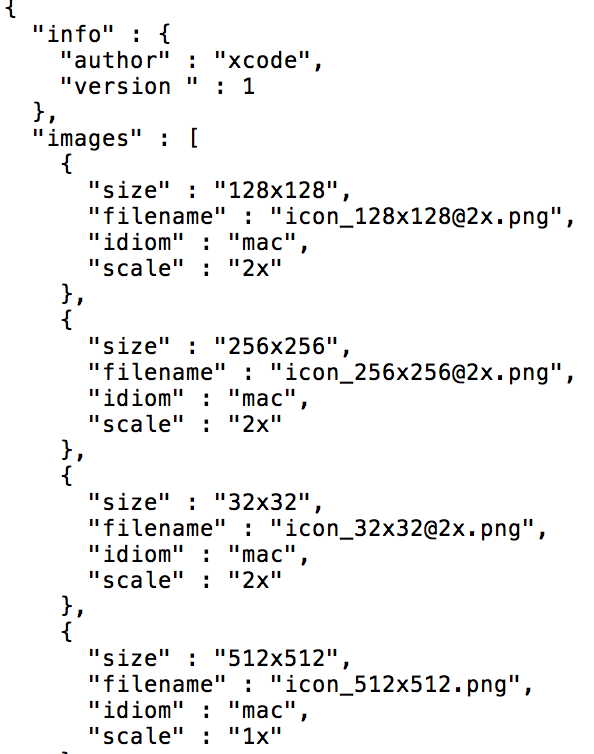 {
  "info" : {
    "author" : "xcode",
    "version " : 1
  },
  "images" : [
    {
      "size" : "128x128",
      "filename" : "icon_128x128@2x.png",
      "idiom" : "mac",
      "scale" : "2x"
    },
    {
      "size" : "256x256",
      "filename" : "icon_256x256@2x.png",
      "idiom" : "mac",
      "scale" : "2x"
    },
    {
      "size" : "32x32",
      "filename" : "icon_32x32@2x.png",
      "idiom" : "mac",
      "scale" : "2x"
    },
    {
      "size" : "512x512",
      "filename" : "icon_512x512.png",
      "idiom" : "mac",
      "scale" : "1x"